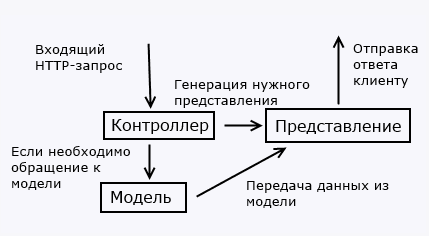 Входящий
HTTP-запрос
Отправка
ответа
клиенту
Генерация нужного
представления
Контроллер
Представление
Если необходимо
обращение к
модели
Модель
Передача данных из
модели